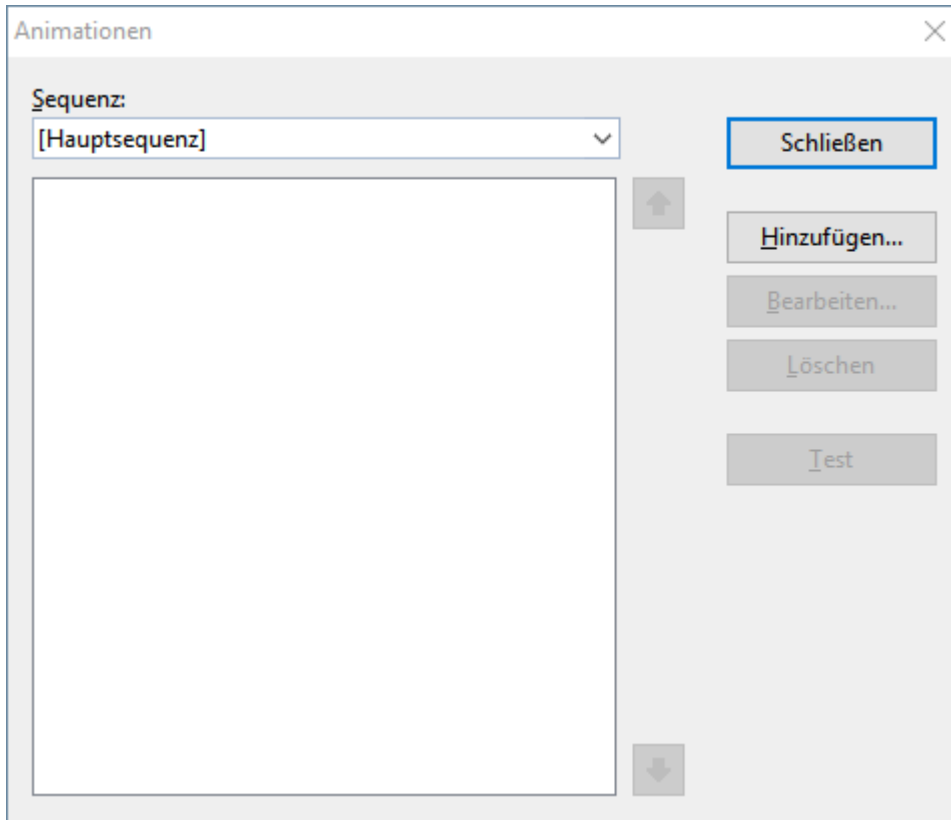 Animationen
Sequenz:
[Hauptsequenz]
Schließen
Hinzufügen...
Bearbeiten...
Löschen
Test